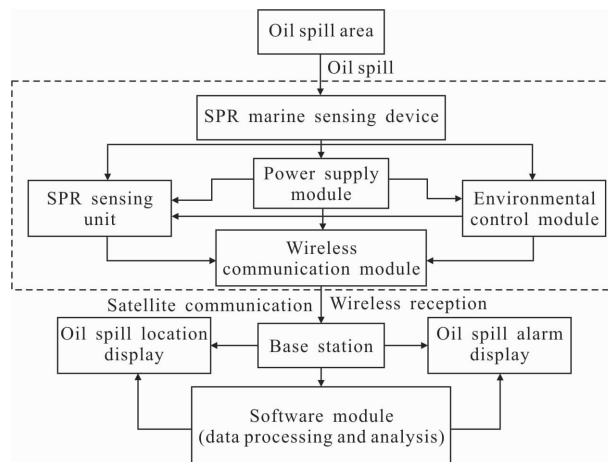 Oil spill area
Oil spill
SPR marine sensing device
Power supply
module
SPR sensing
unit
Environmental
control module
Wireless
communication module
Satellite communication
Wireless reception
Oil spill location
display
Base station
Oil spill alarm
display
Software module
(data processing and analysis)